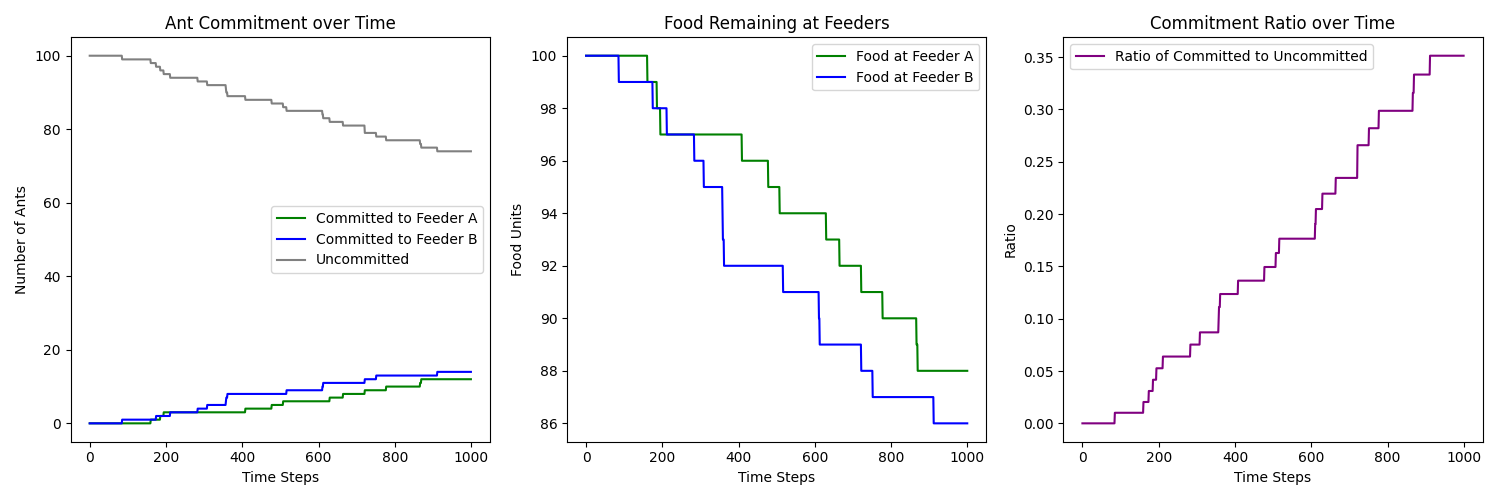 Ant Commitment over Time
Number of Ants
100
80
60
40
20
0
Committed to Feeder A
Committed to Feeder B
Uncommitted
0 200 400 600 800 1000
Time Steps
Food Remaining at Feeders
Food Units
100
98
96
94
92
90
88
86
Food at Feeder A
Food at Feeder B
0 200 400 600 800 1000
Time Steps
Commitment Ratio over Time
Ratio
0.35
0.30
0.25
0.20
0.15
0.10
0.05
0.00
Ratio of Committed to Uncommitted
0 200 400 600 800 1000
Time Steps